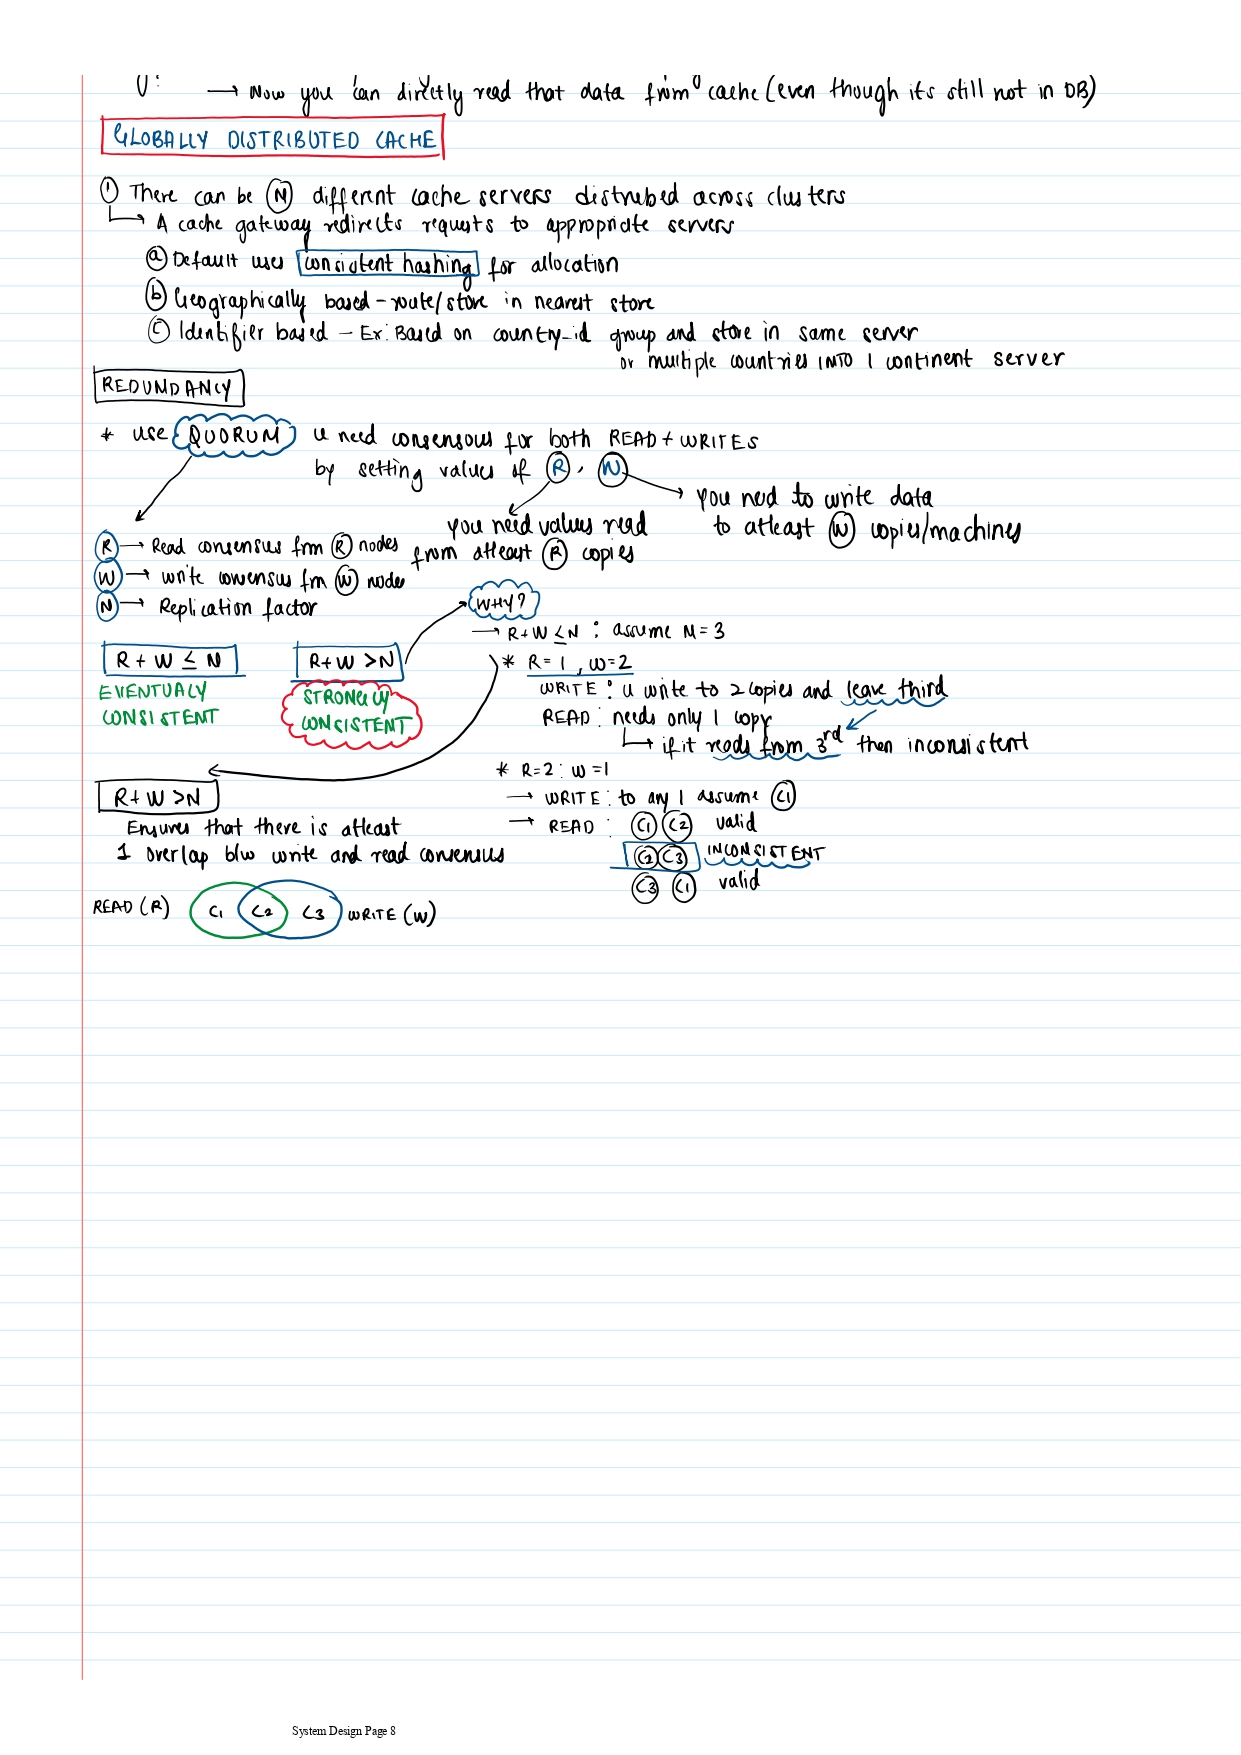 → Now you can directly read that data from cache (even though its still not in DB)
GLOBALLY DISTRIBUTED CACHE
① There can be Ⓝ different cache servers distrubed across clusters
↳ A cache gateway redirects requests to appropriate servers
ⓐ Default uses consistent hashing for allocation
ⓑ Geographically based - route/store in nearest store
ⓒ Identifier based - Ex: Based on country-id group and store in same server
or multiple countries INTO 1 continent server
REDUNDANCY
* use QUORUM u need consensous for both READ + WRITES
by setting values of Ⓡ, Ⓦ
→ you need to write data
to atleast Ⓦ copies/machines
you need values read
from atleast Ⓡ copies
Ⓡ → Read consensus frm Ⓡ nodes
Ⓦ → write consensus frm Ⓦ nodes
Ⓝ → Replication factor
R + W ≤ N
EVENTUALY
CONSISTENT
R + W > N
STRONGLY
CONSISTENT
WHY?
→ R + W ≤ N : assume N = 3
* R = 1 , W = 2
WRITE : u write to 2 copies and leave third
READ : needs only 1 copy
↳ if it reads from 3rd then inconsistent
* R = 2 : W = 1
→ WRITE : to any 1 assume C1
→ READ : C1 C2 valid
C2 C3 INCONSISTENT
C3 C1 valid
R + W > N
Ensures that there is atleast
1 overlap b/w write and read consensus
READ (R) C1 C2 C3 WRITE (W)
System Design Page 8